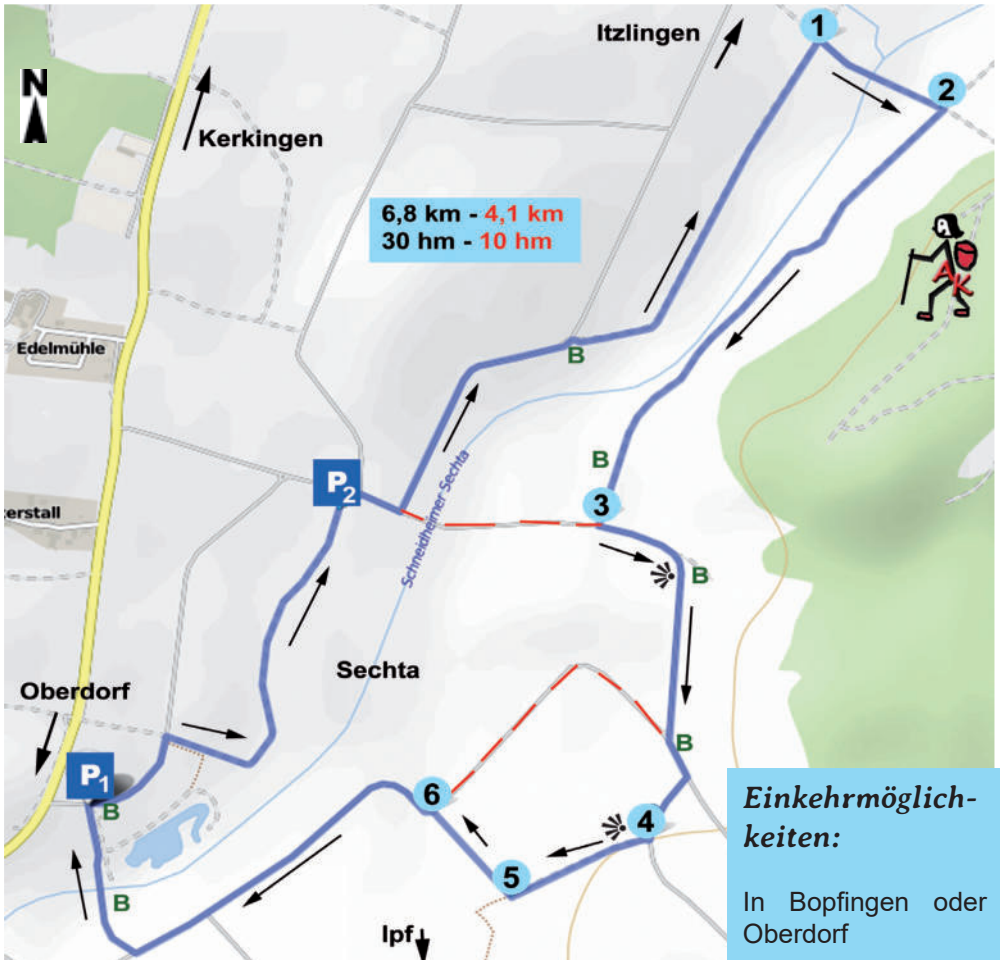 Itzlingen
1
2
N
Kerkingen
6,8 km - 4,1 km
30 hm - 10 hm
A
AK
B
Edelmühle
B
P2
3
erstall
Schneidheimer Sechta
B
Sechta
Oberdorf
B
P1
B
6
4
5
B
Ipf
Einkehrmöglich-
keiten:
In Bopfingen oder
Oberdorf